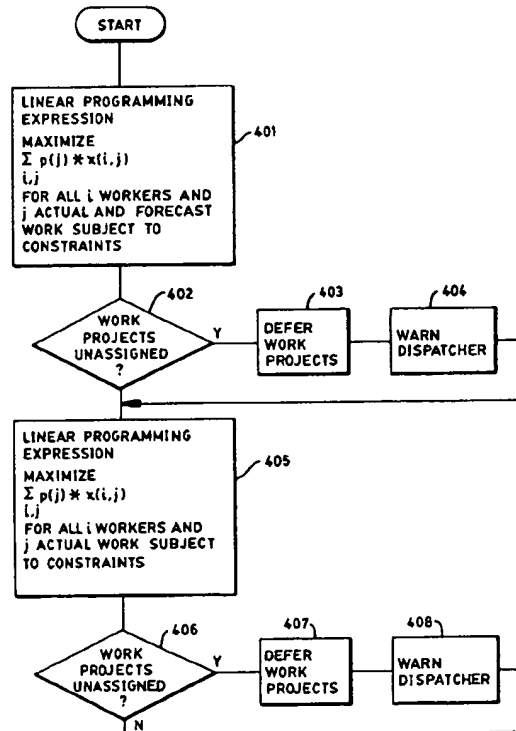 START
LINEAR PROGRAMMING
EXPRESSION
MAXIMIZE
Σ p(j) * x(i,j)
i,j
FOR ALL i WORKERS AND
j ACTUAL AND FORECAST
WORK SUBJECT TO
CONSTRAINTS
401
402
WORK
PROJECTS
UNASSIGNED
?
Y
403
DEFER
WORK
PROJECTS
404
WARN
DISPATCHER
LINEAR PROGRAMMING
EXPRESSION
MAXIMIZE
Σ p(j) * x(i,j)
i,j
FOR ALL i WORKERS AND
j ACTUAL WORK SUBJECT
TO CONSTRAINTS
405
406
WORK
PROJECTS
UNASSIGNED
?
Y
N
407
DEFER
WORK
PROJECTS
408
WARN
DISPATCHER